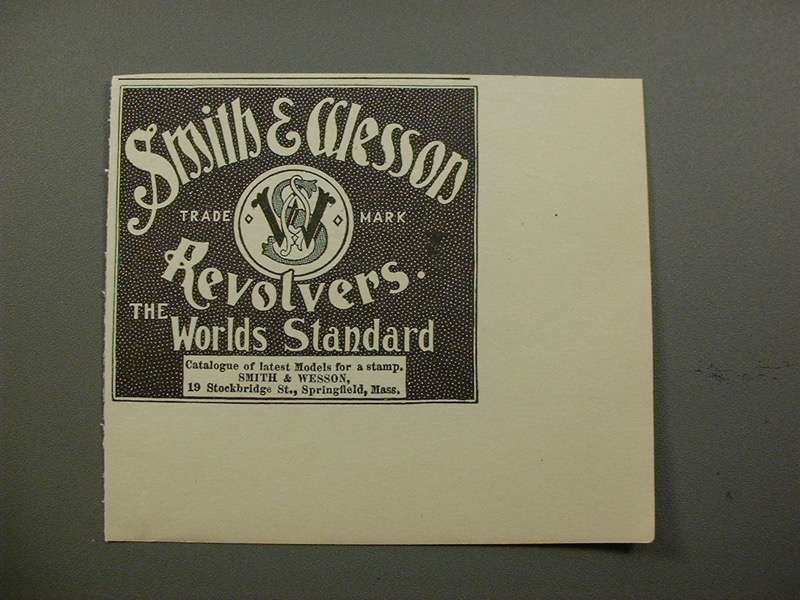 Smith & Wesson
TRADE MARK
SW
Revolvers.
THE Worlds Standard
Catalogue of latest Models for a stamp.
SMITH & WESSON,
19 Stockbridge St., Springfield, Mass.